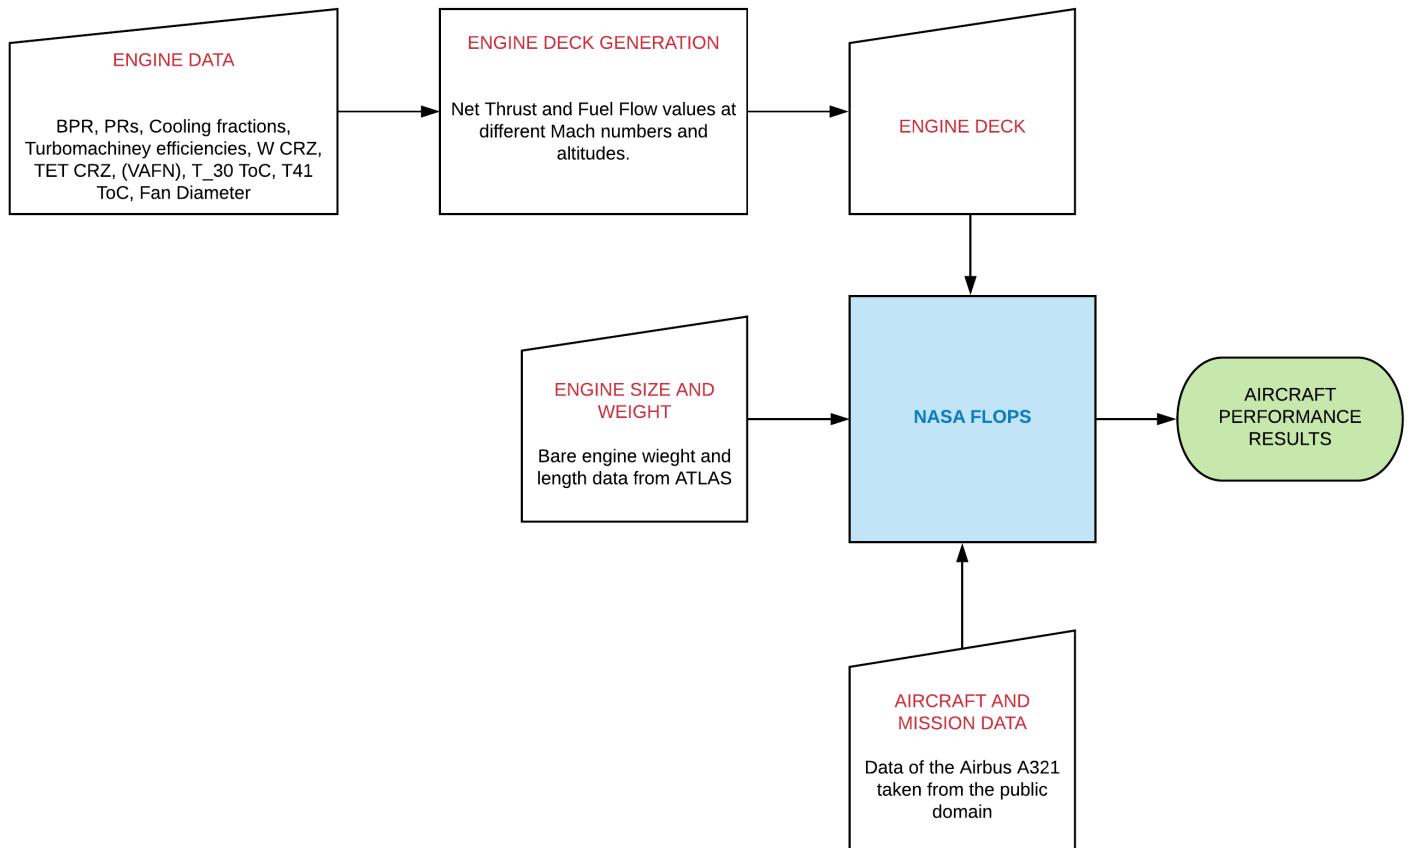 ENGINE DATA
BPR, PRs, Cooling fractions,
Turbomachiney efficiencies, W CRZ,
TET CRZ, (VAFN), T_30 ToC, T41
ToC, Fan Diameter
ENGINE DECK GENERATION
Net Thrust and Fuel Flow values at
different Mach numbers and
altitudes.
ENGINE DECK
ENGINE SIZE AND
WEIGHT
Bare engine wieght and
length data from ATLAS
NASA FLOPS
AIRCRAFT
PERFORMANCE
RESULTS
AIRCRAFT AND
MISSION DATA
Data of the Airbus A321
taken from the public
domain